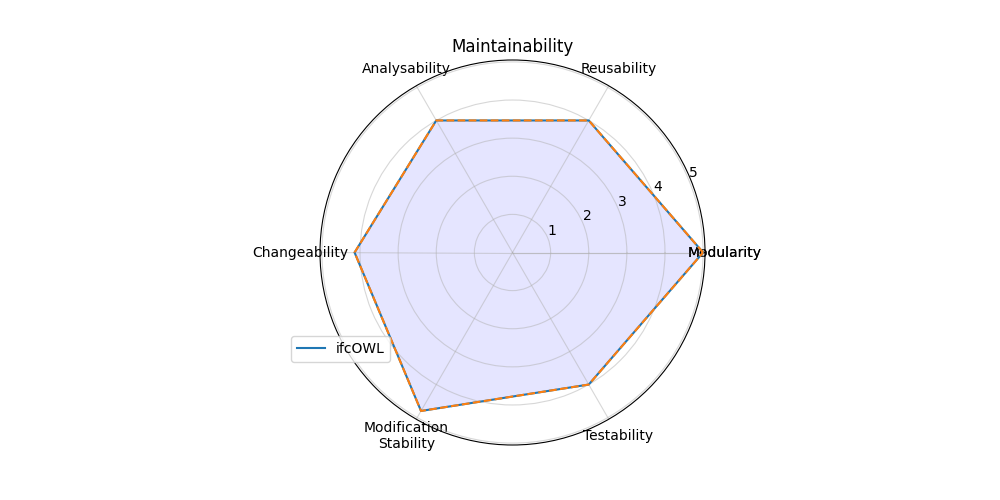 Maintainability
Analysability
Reusability
5
4
3
2
1
Changeability
Modularity
ifcOWL
Modification
Stability
Testability